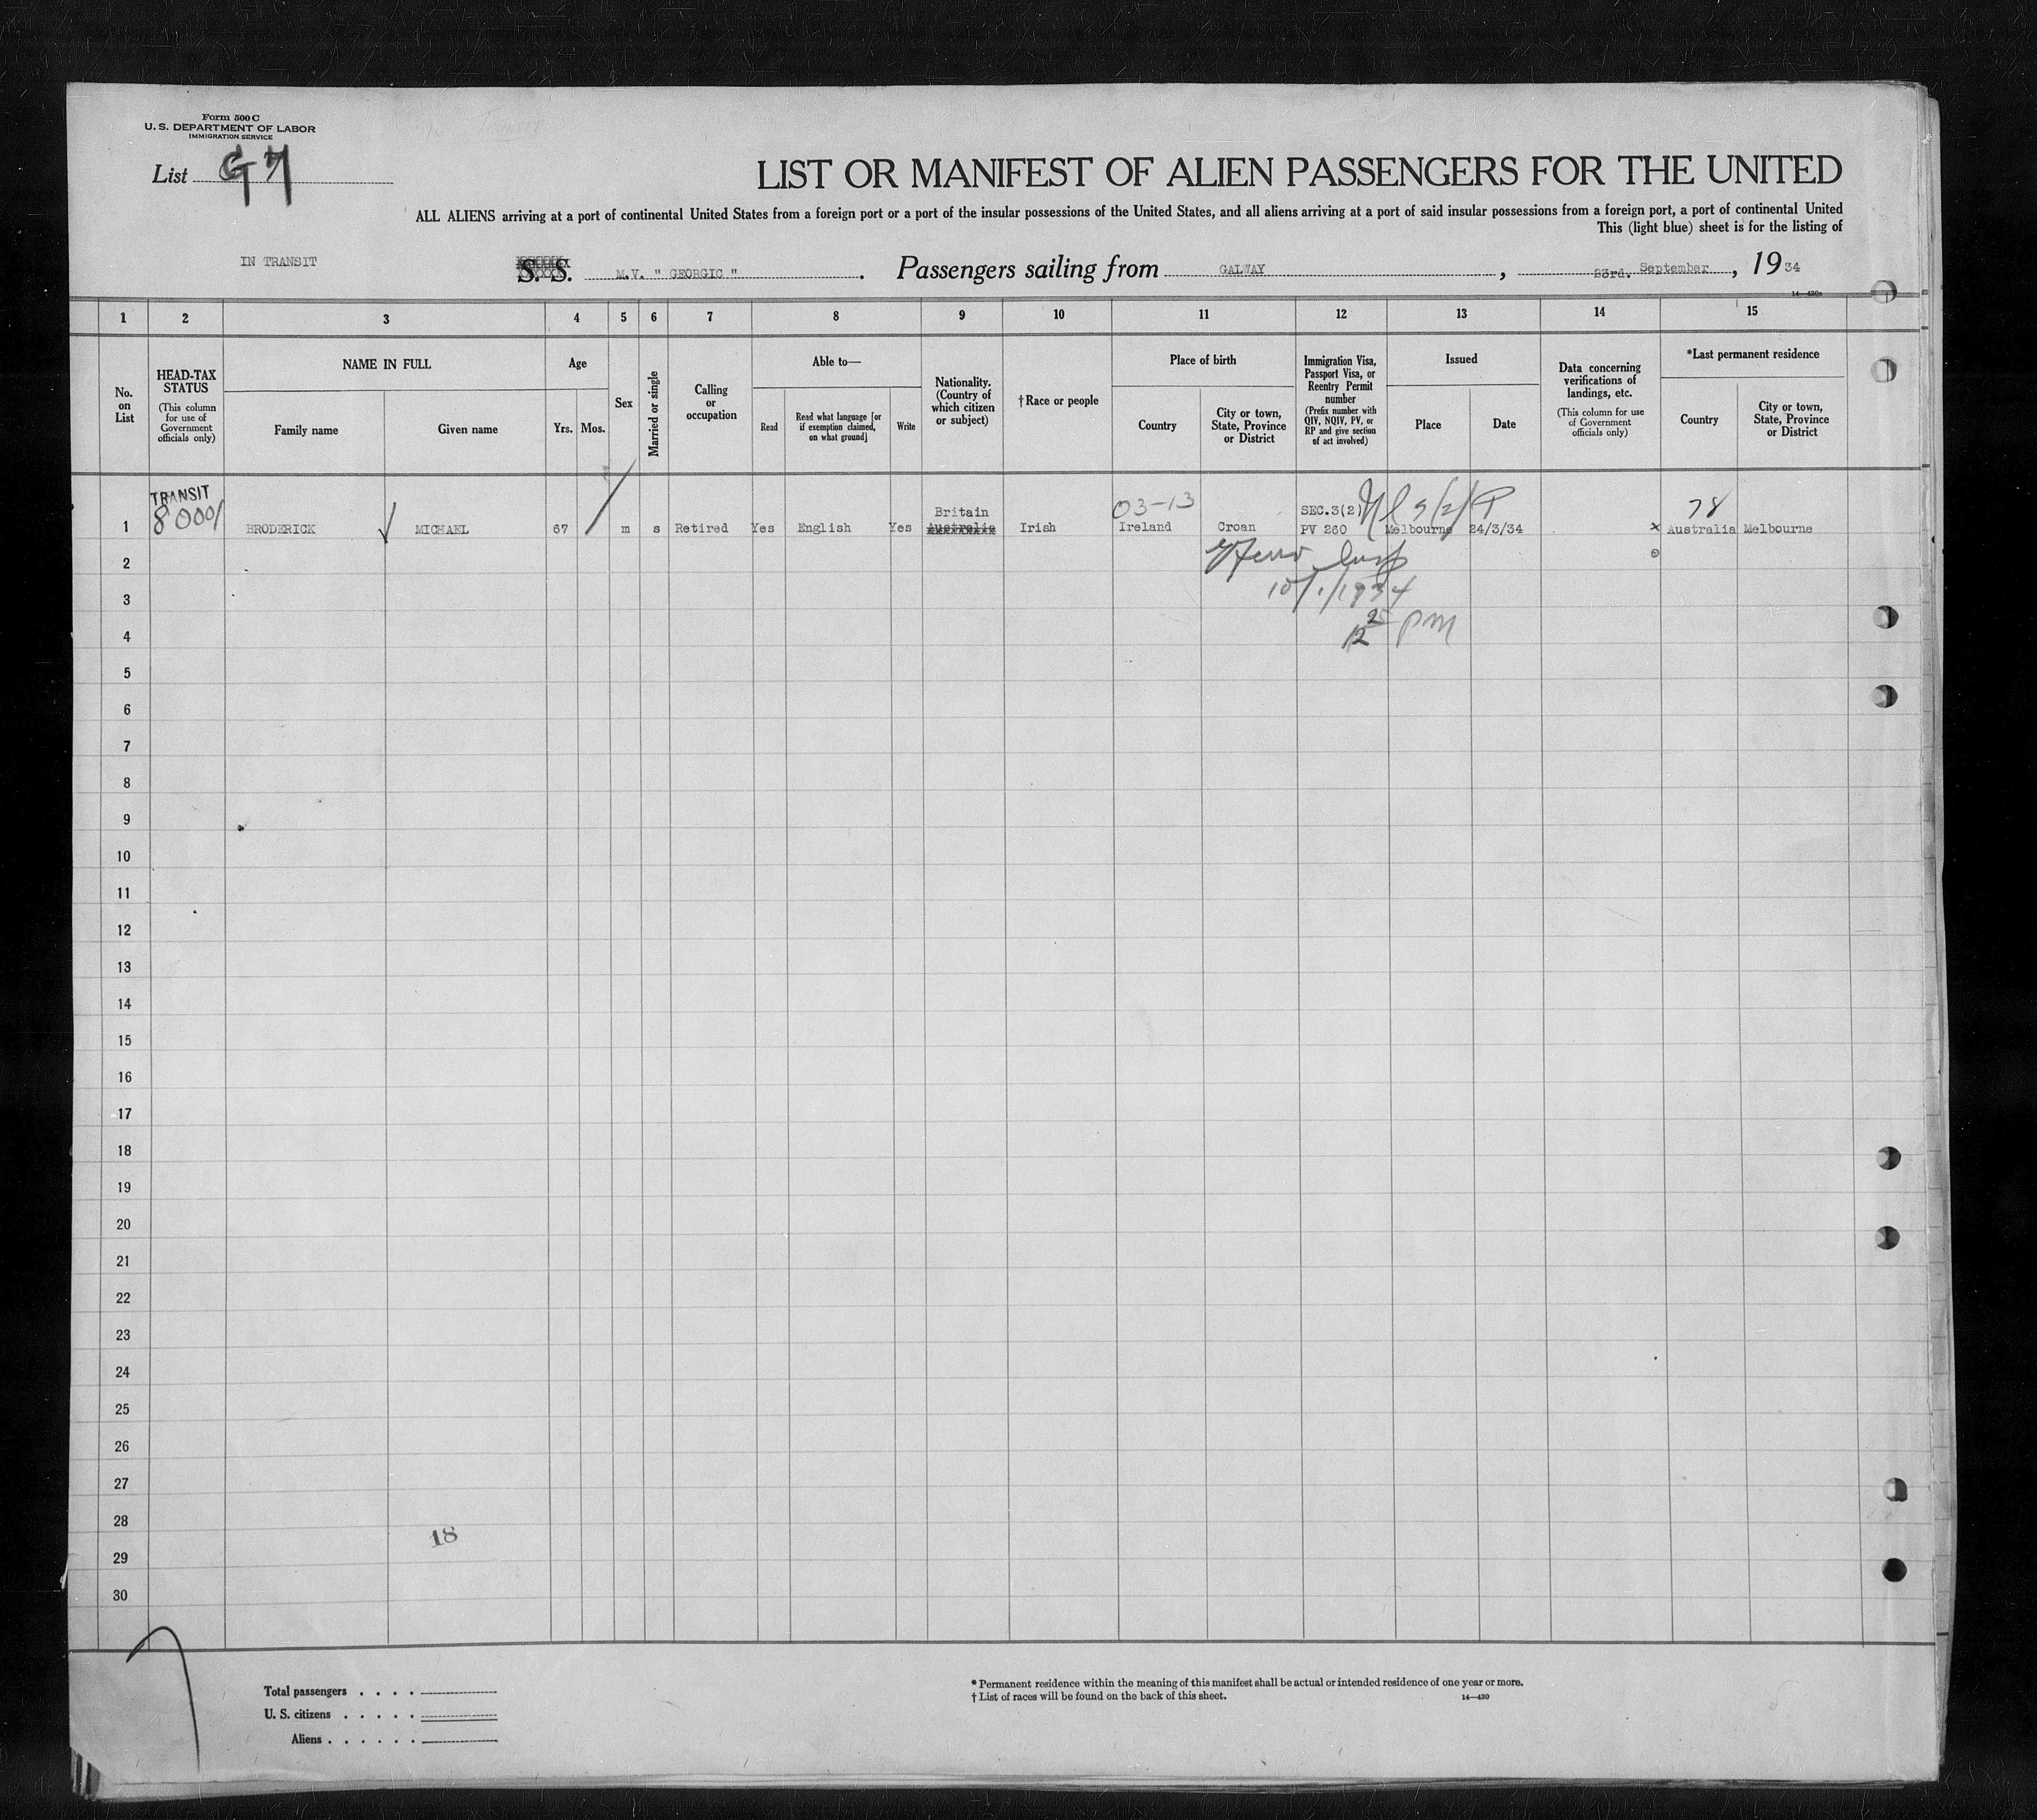 Form 500 C
U. S. DEPARTMENT OF LABOR
IMMIGRATION SERVICE
List G 7
LIST OR MANIFEST OF ALIEN PASSENGERS FOR THE UNITED
ALL ALIENS arriving at a port of continental United States from a foreign port or a port of the insular possessions of the United States, and all aliens arriving at a port of said insular possessions from a foreign port, a port of continental United
This (light blue) sheet is for the listing of
IN TRANSIT
S. S. M.V. " GEORGIC " . Passengers sailing from GALWAY , 23rd. September , 19 34
14—430a
1 2 3 4 5 6 7 8 9 10 11 12 13 14 15
No. on List
HEAD-TAX STATUS
(This column for use of Government officials only)
NAME IN FULL
Family name
Given name
Age
Yrs. Mos.
Sex
Married or single
Calling or occupation
Able to—
Read
Read what language [or if exemption claimed, on what ground]
Write
Nationality. (Country of which citizen or subject)
† Race or people
Place of birth
Country
City or town, State, Province or District
Immigration Visa, Passport Visa, or Reentry Permit number
(Prefix number with QIV, NQIV, PV, or RP and give section of act involved)
Issued
Place
Date
Data concerning verifications of landings, etc.
(This column for use of Government officials only)
*Last permanent residence
Country
City or town, State, Province or District
TRANSIT
8000/
Britain
03-13
SEC.3(2)
78
1 BRODERICK MICHAEL 67 m s Retired Yes English Yes Australia Irish Ireland Croan PV 260 Melbourne 24/3/34 x Australia Melbourne
2
10/1/1934
3
12 25 PM
4
5
6
7
8
9
10
11
12
13
14
15
16
17
18
19
20
21
22
23
24
25
26
27
28
18
29
30
Total passengers . . . .
U. S. citizens . . . . .
Aliens . . . . . .
* Permanent residence within the meaning of this manifest shall be actual or intended residence of one year or more.
† List of races will be found on the back of this sheet.
14—430